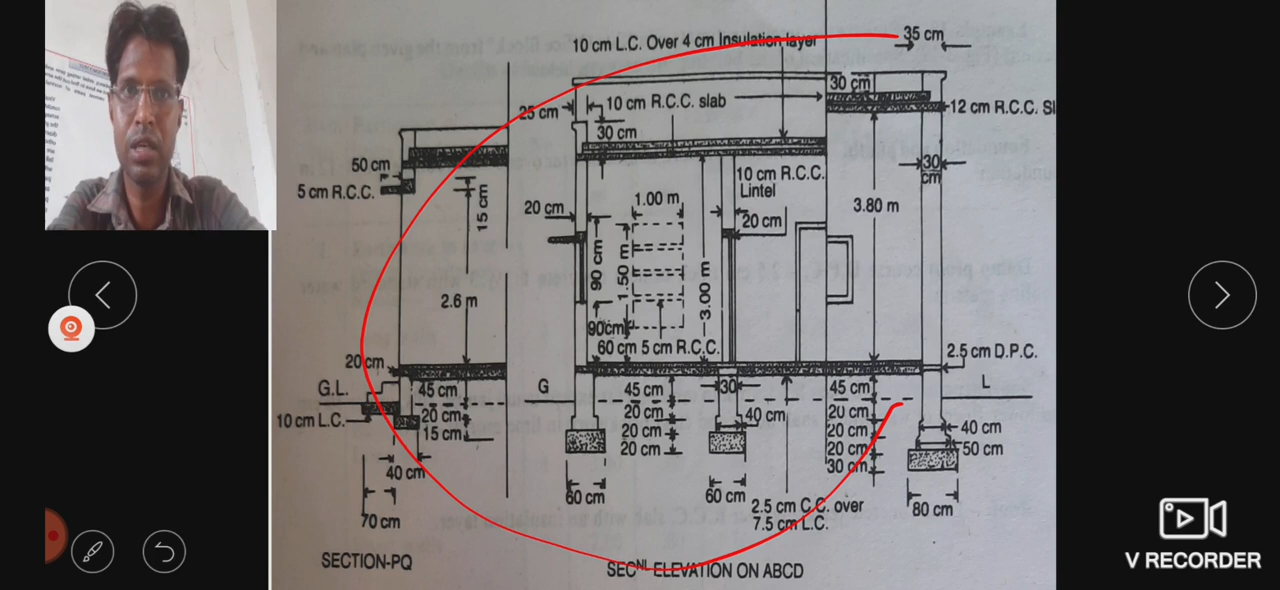 10 cm L.C. Over 4 cm Insulation layer
35 cm
30 cm
25 cm
10 cm R.C.C. slab
12 cm R.C.C. Sl
30 cm
50 cm
5 cm R.C.C.
15 cm
10 cm R.C.C.
Lintel
30
cm
20 cm
1.00 m
20 cm
3.80 m
90 cm
1.50 m
3.00 m
2.6 m
90cm
60 cm 5 cm R.C.C.
20 cm
2.5 cm D.P.C.
G.L.
45 cm
G
45 cm
30
45 cm
L
10 cm L.C.
20 cm
15 cm
20 cm
20 cm
20 cm
40 cm
20 cm
20 cm
20 cm
30 cm
40 cm
50 cm
40 cm
70 cm
60 cm
60 cm
2.5 cm C.C. over
7.5 cm L.C.
80 cm
SECTION-PQ
SECNL ELEVATION ON ABCD
V RECORDER